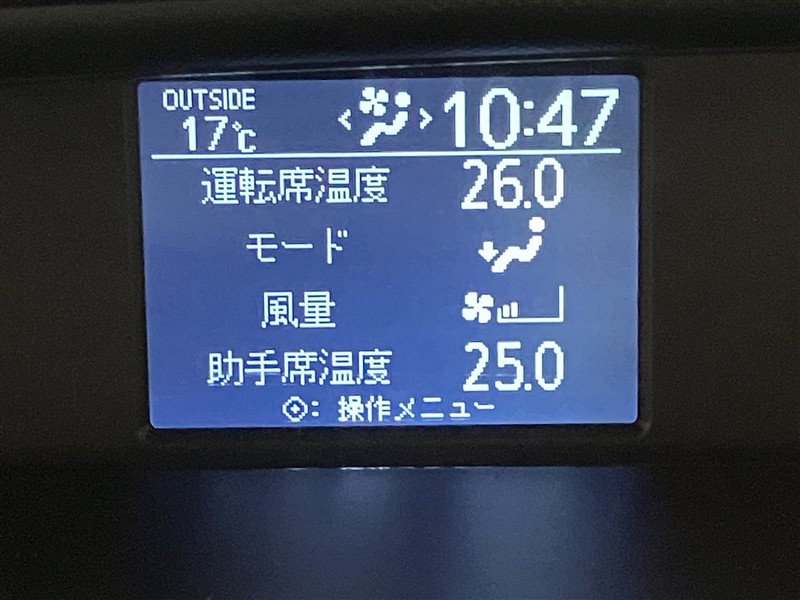 OUTSIDE
17℃ < > 10:47
運転席温度 26.0
モード
風量
助手席温度 25.0
: 操作メニュー